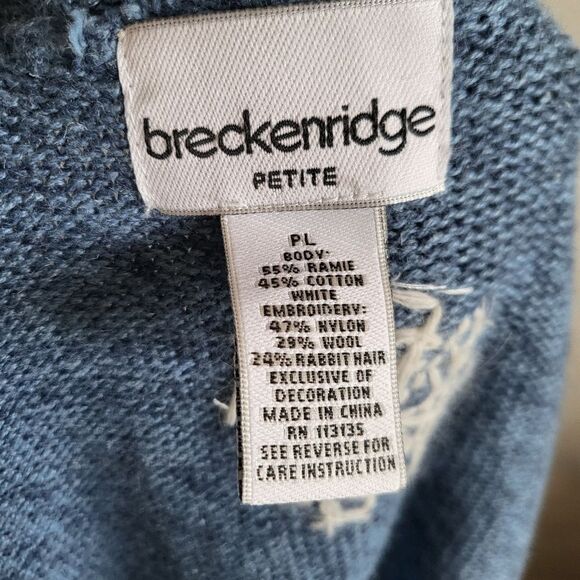 breckenridge
PETITE
PL
BODY:
55% RAMIE
45% COTTON
WHITE
EMBROIDERY:
47% NYLON
29% WOOL
24% RABBIT HAIR
EXCLUSIVE OF
DECORATION
MADE IN CHINA
RN 113135
SEE REVERSE FOR
CARE INSTRUCTION